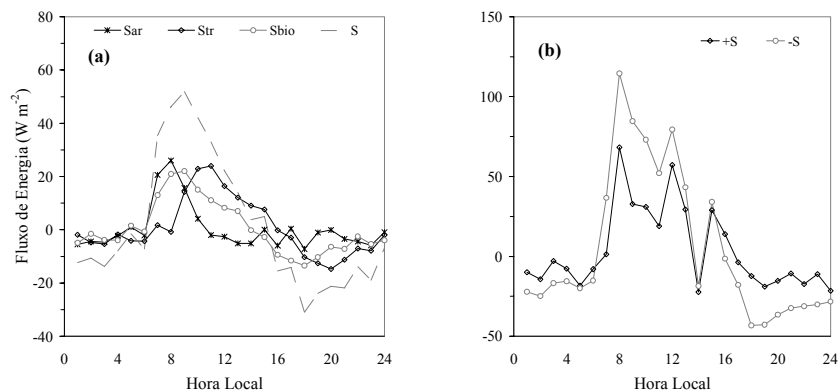 Sar Str Sbio S
(a)
Fluxo de Energia (W m-2)
80
60
40
20
0
-20
-40
0 4 8 12 16 20 24
Hora Local
+S -S
(b)
150
100
50
0
-50
0 4 8 12 16 20 24
Hora Local